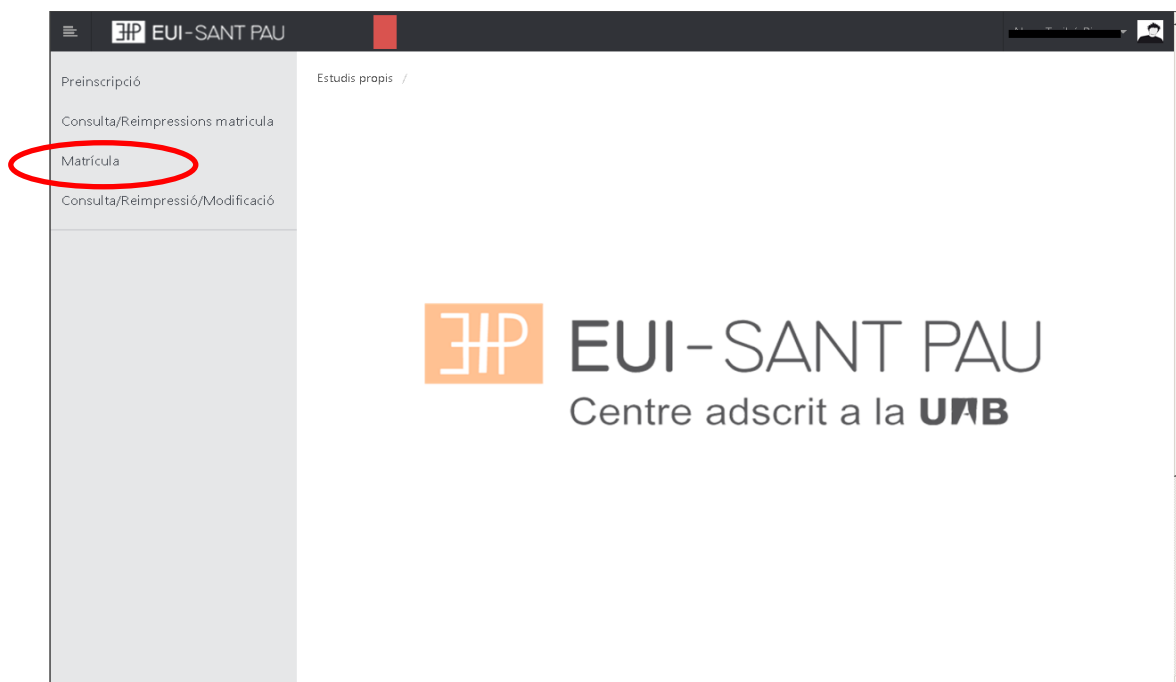 EUI-SANT PAU
Preinscripció
Consulta/Reimpressions matricula
Matrícula
Consulta/Reimpressió/Modificació
Estudis propis /
EUI-SANT PAU
Centre adscrit a la UAB